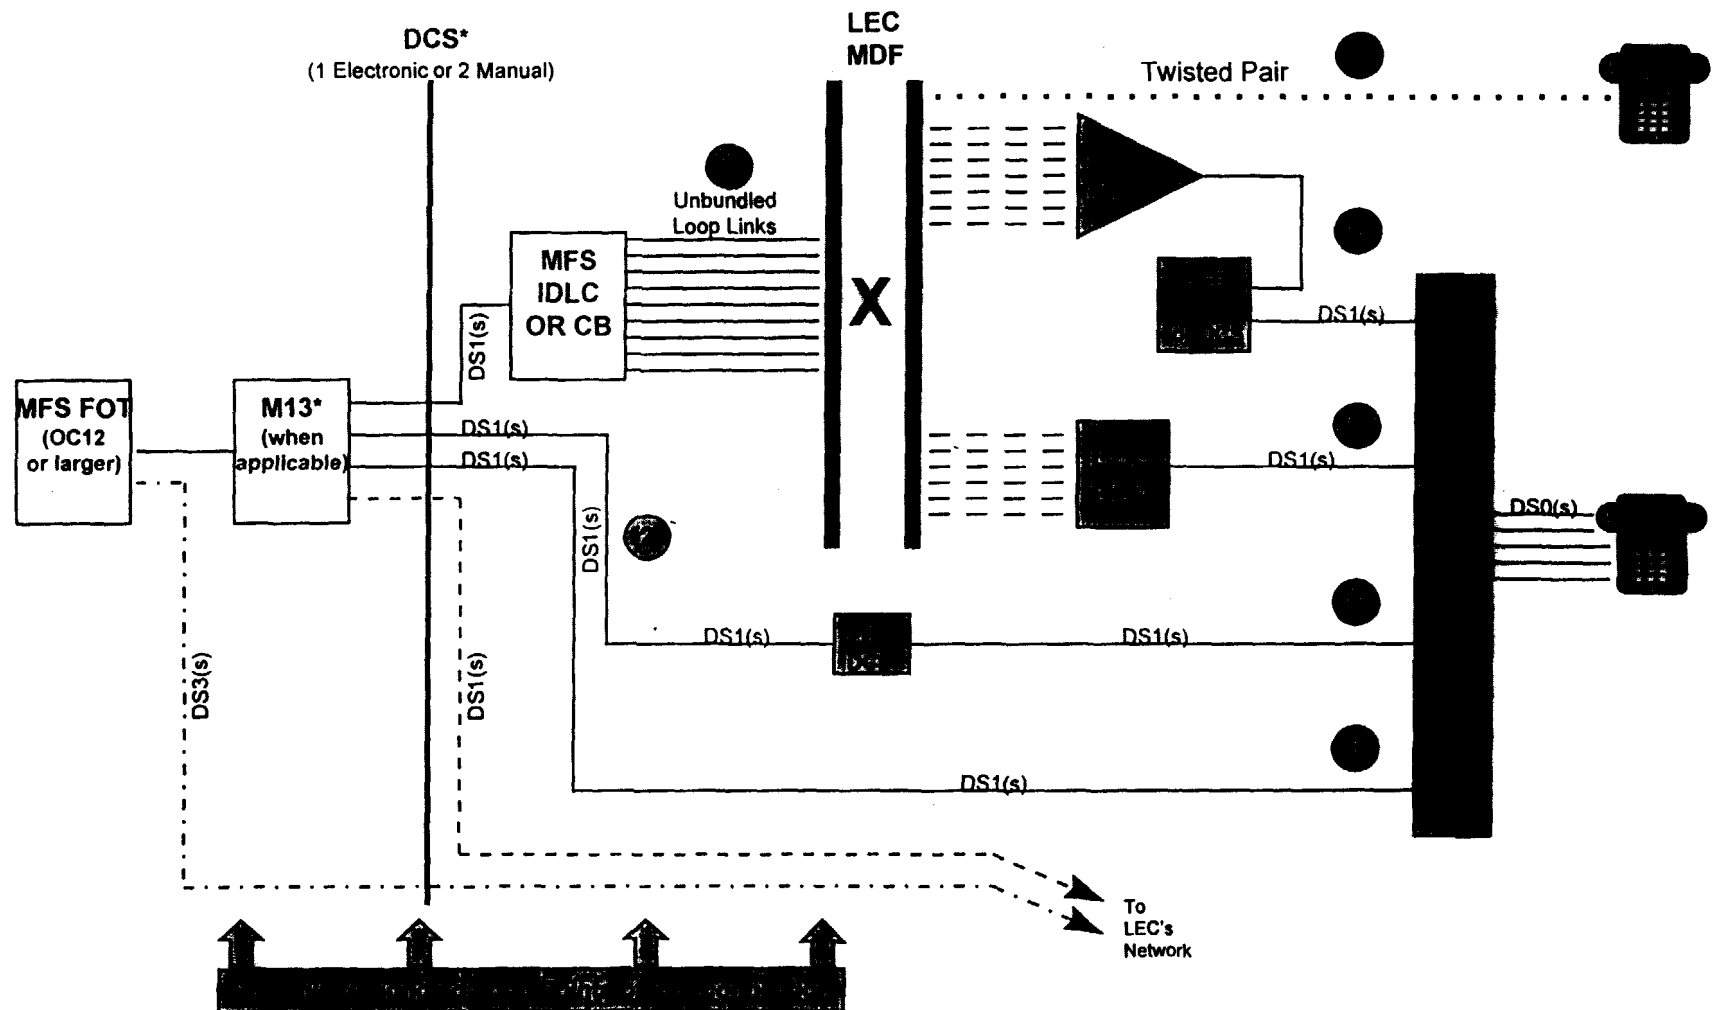 DCS*
(1 Electronic or 2 Manual)
LEC
MDF
Twisted Pair
Unbundled
Loop Links
MFS
IDLC
OR CB
X
DS1(s)
DS1(s)
MFS FOT
(OC12
or larger)
M13*
(when
applicable)
DS1(s)
DS1(s)
DS1(s)
DS1(s)
DS0(s)
DS1(s)
DS1(s)
DS3(s)
DS1(s)
DS1(s)
To
LEC's
Network